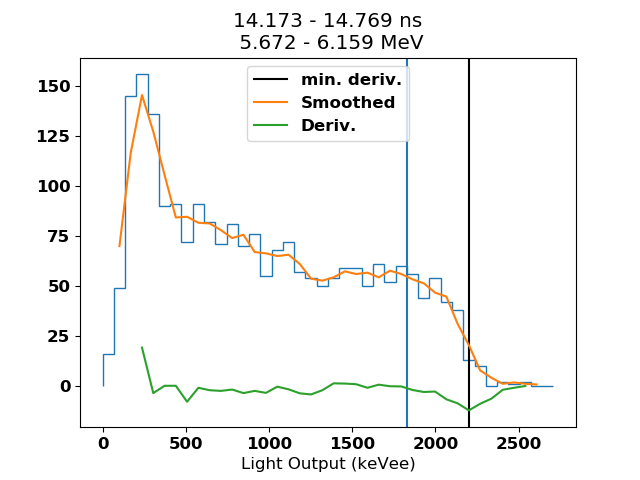 14.173 - 14.769 ns
5.672 - 6.159 MeV
min. deriv.
Smoothed
Deriv.
150
125
100
75
50
25
0
0 500 1000 1500 2000 2500
Light Output (keVee)